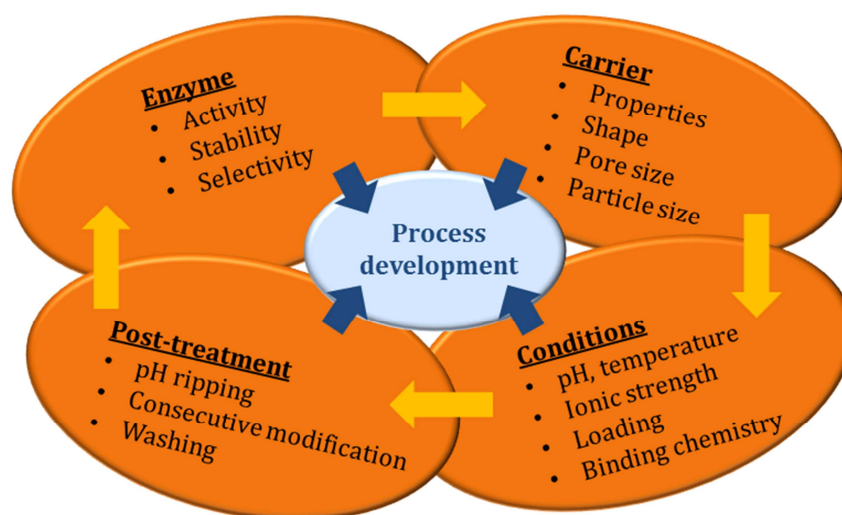 Enzyme
• Activity
• Stability
• Selectivity
Carrier
• Properties
• Shape
• Pore size
• Particle size
Process
development
Post-treatment
• pH ripping
• Consecutive modification
• Washing
Conditions
• pH, temperature
• Ionic strength
• Loading
• Binding chemistry